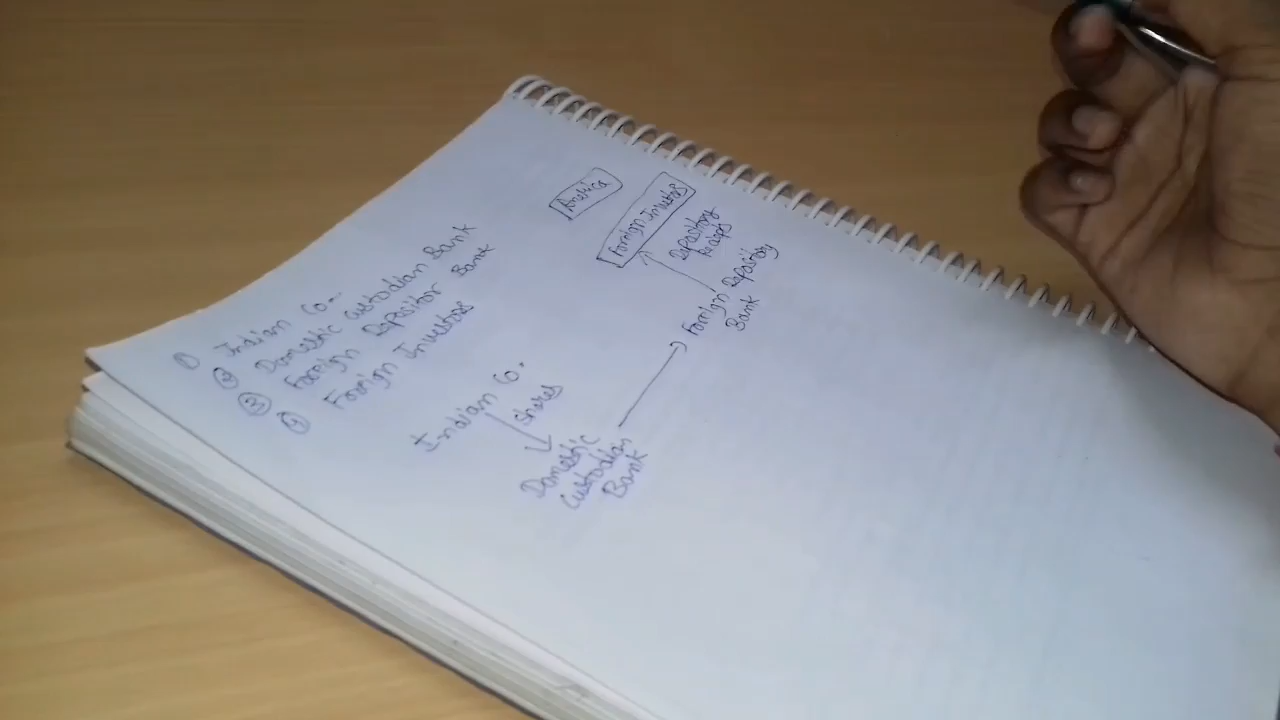 ① Indian Co.
② Domestic Custodian Bank
③ Foreign Depositor Bank
④ Foreign Investors
America
Foreign Investors
Depository
Foreign Depository
Bank
Indian Co.
Shares
Domestic
Custodian
Bank